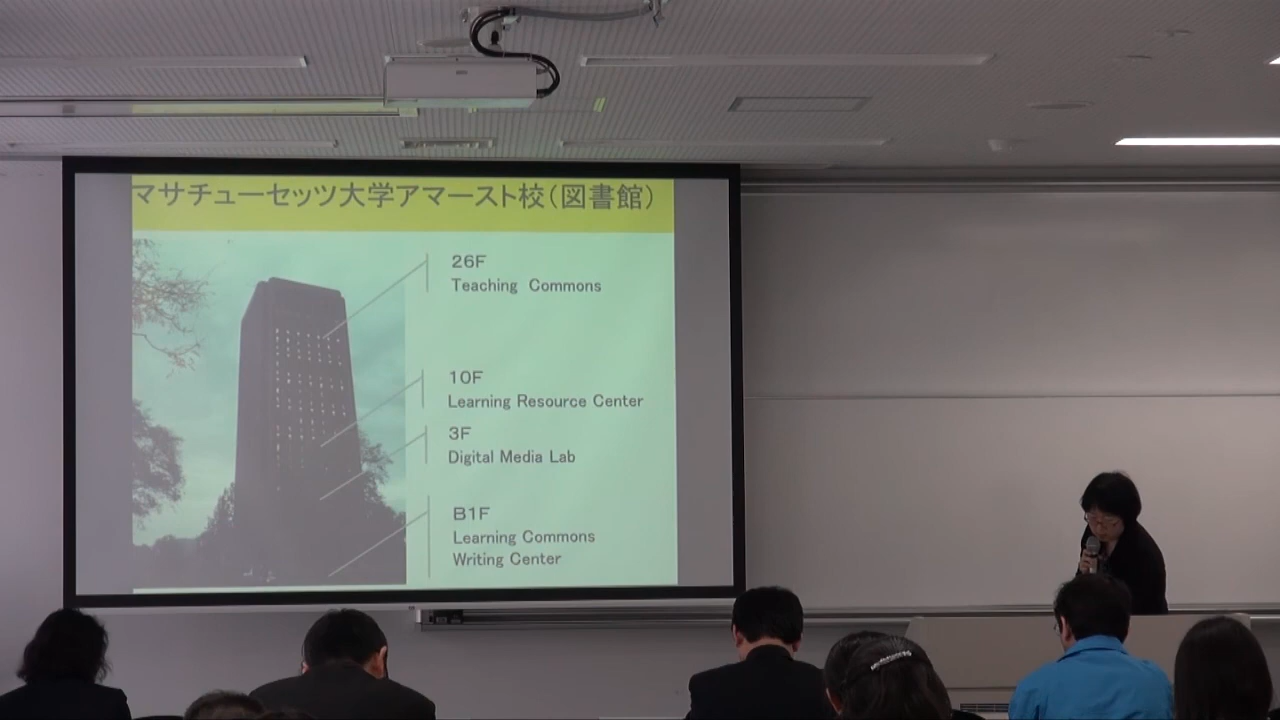 マサチューセッツ大学アマースト校（図書館）
26F
Teaching Commons
10F
Learning Resource Center
3F
Digital Media Lab
B1F
Learning Commons
Writing Center